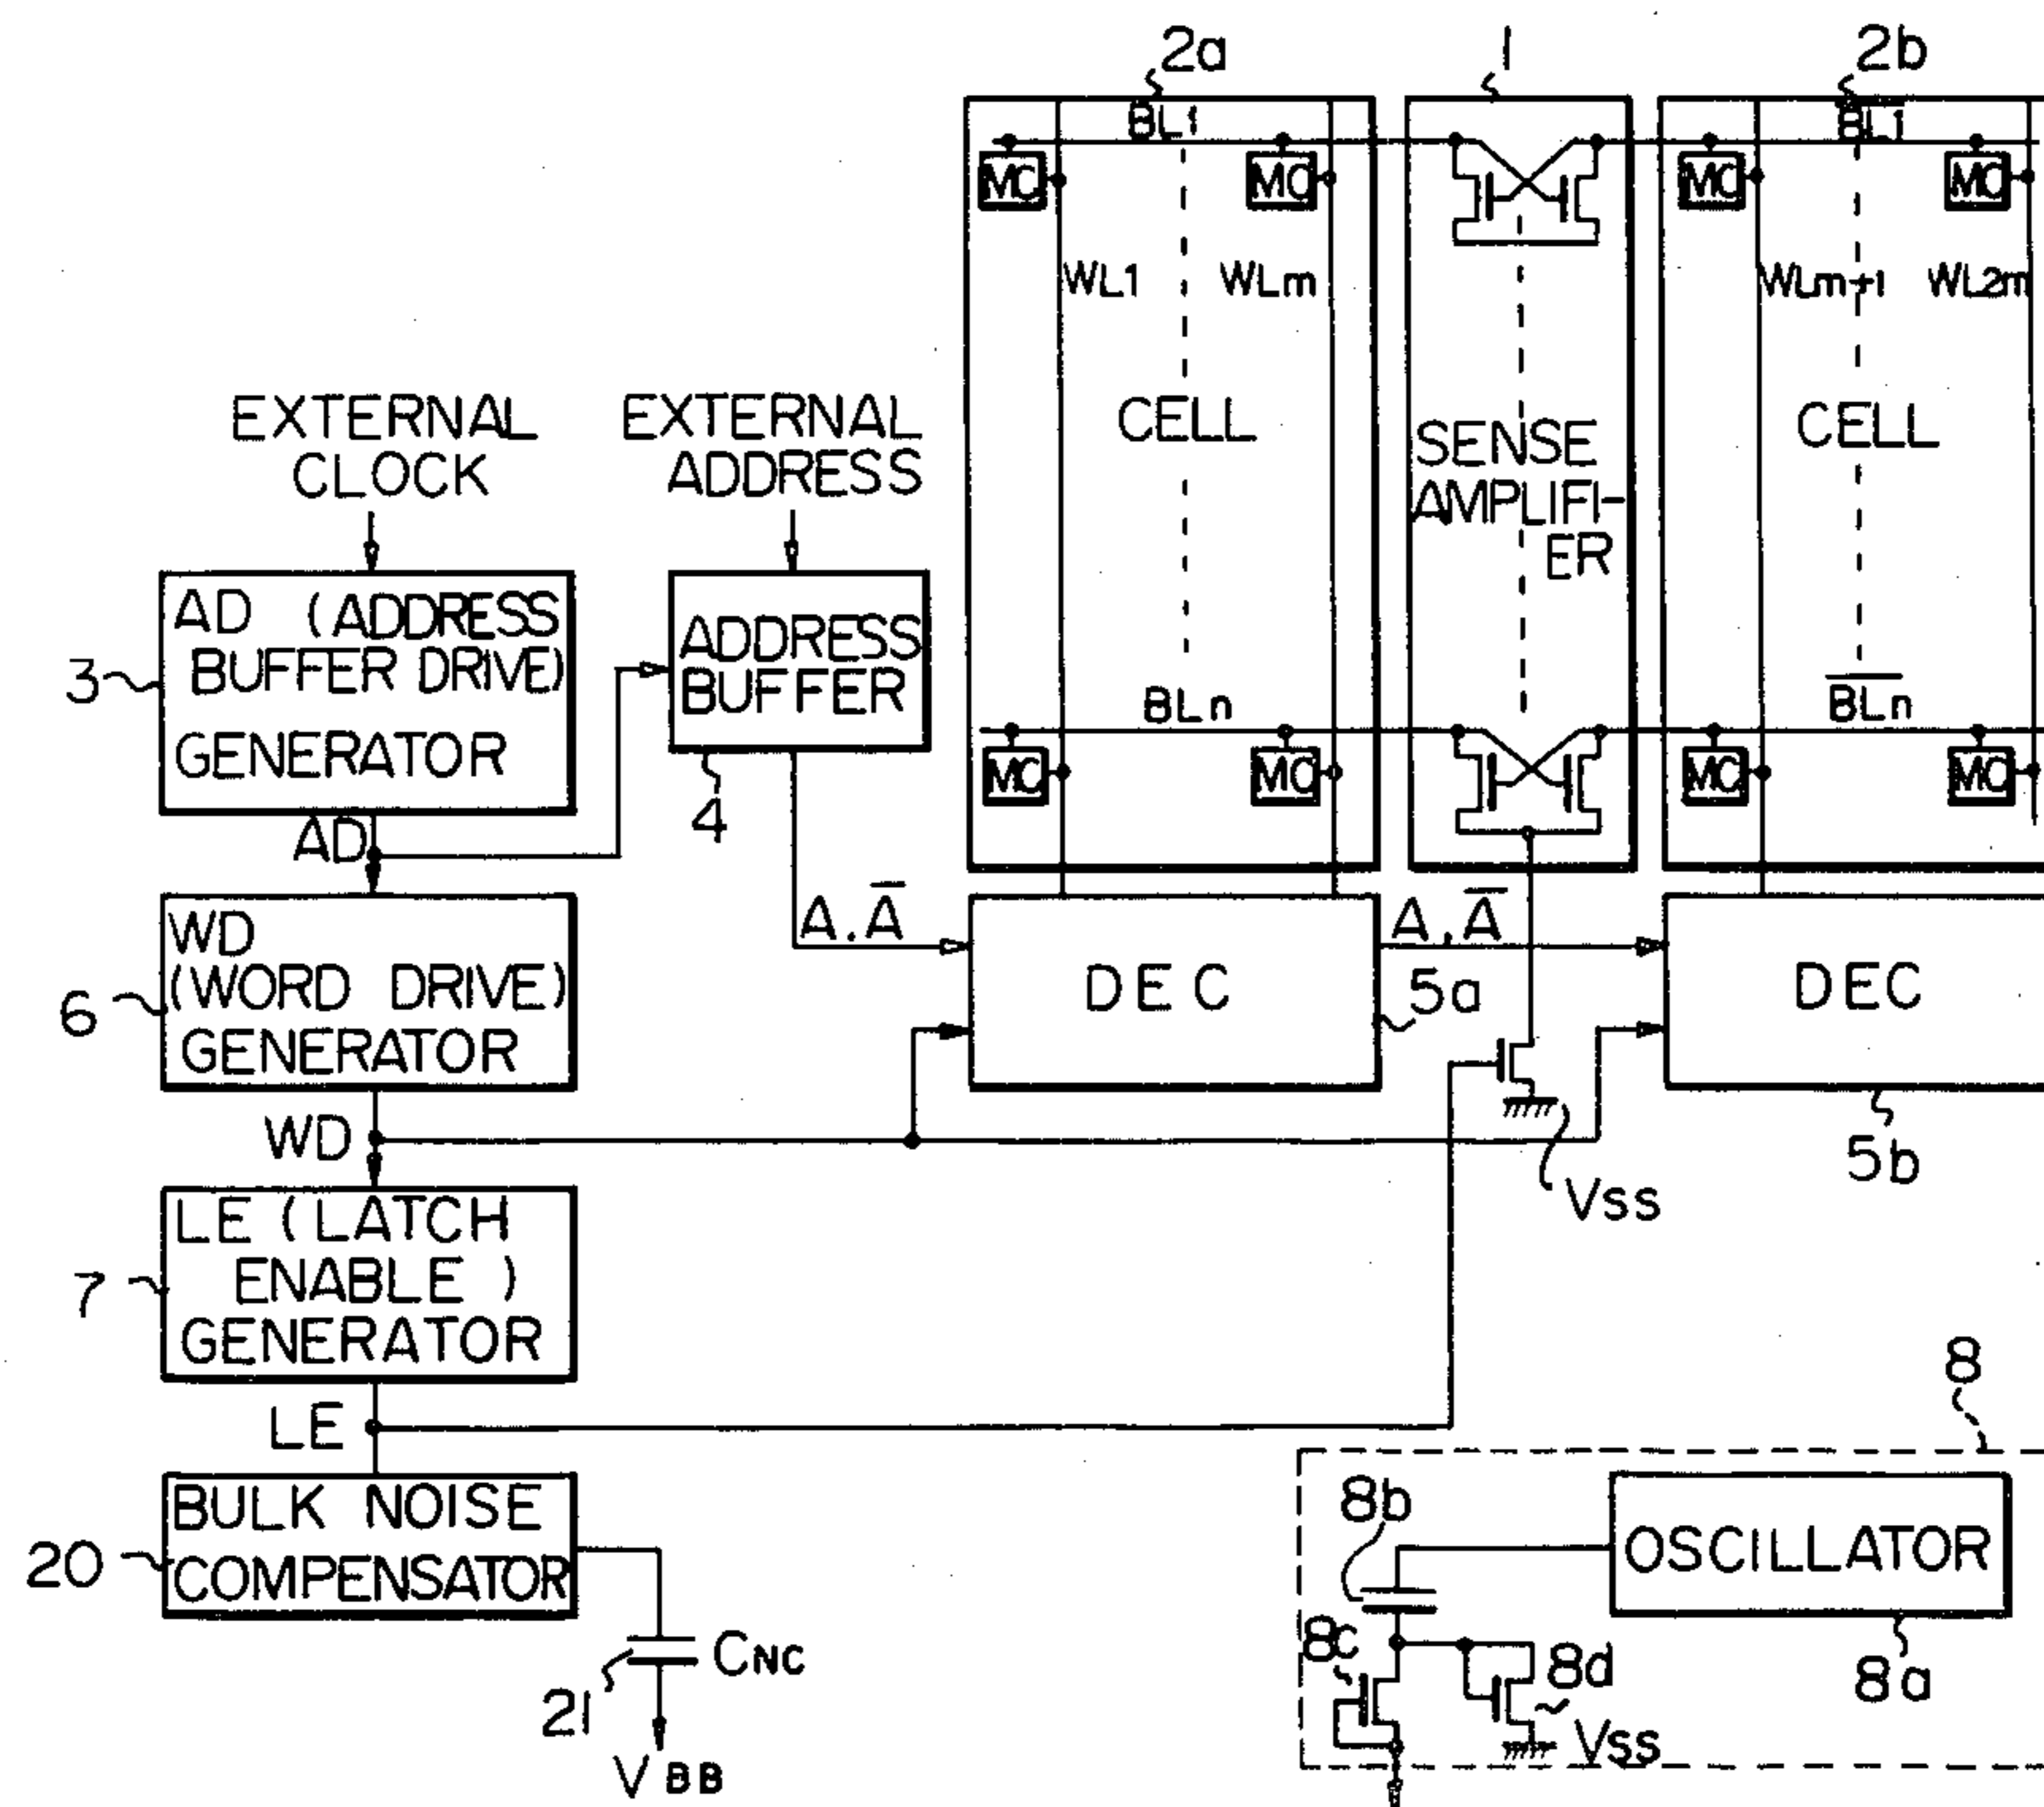 2a
1
2b
BL1
B̅L̅1̅
MC
MC
MC
MC
WL1
WLm
WLm+1
WL2m
EXTERNAL
CLOCK
EXTERNAL
ADDRESS
CELL
SENSE
AMPLIFI-
ER
CELL
AD (ADDRESS
BUFFER DRIVE)
GENERATOR
3
ADDRESS
BUFFER
4
BLn
B̅L̅n̅
MC
MC
MC
MC
AD
A.A̅
A,A̅
WD
(WORD DRIVE)
GENERATOR
6
DEC
5a
DEC
5b
WD
VSS
LE (LATCH
ENABLE)
GENERATOR
7
LE
8
BULK NOISE
COMPENSATOR
20
8b
OSCILLATOR
8a
8c
8d
VSS
CNC
21
VBB